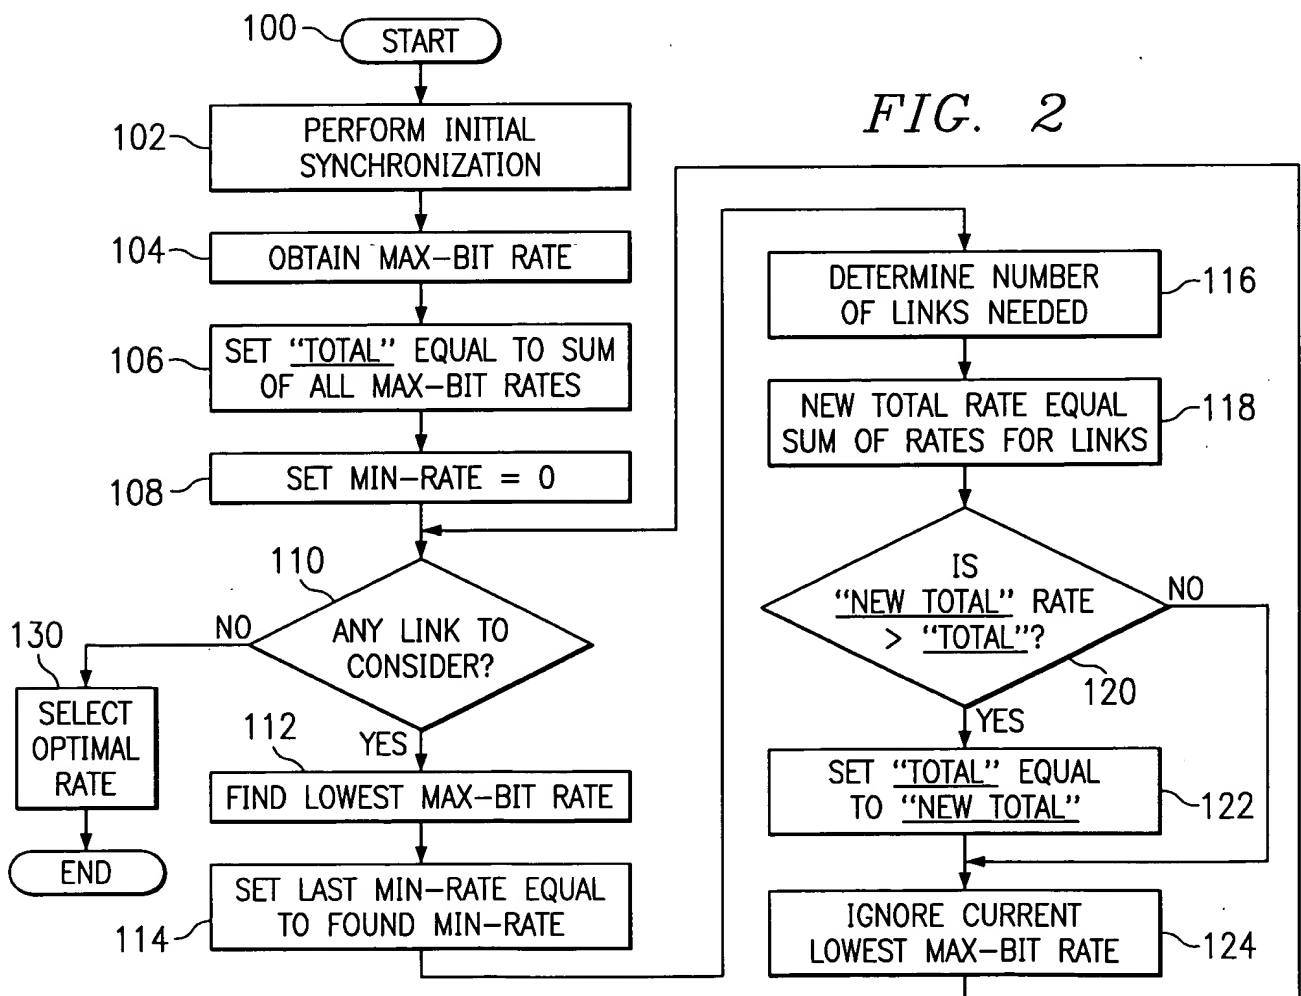 100
START
FIG. 2
102
PERFORM INITIAL
SYNCHRONIZATION
104
OBTAIN MAX-BIT RATE
106
SET "TOTAL" EQUAL TO SUM
OF ALL MAX-BIT RATES
108
SET MIN-RATE = 0
110
ANY LINK TO
CONSIDER?
NO
130
SELECT
OPTIMAL
RATE
END
YES
112
FIND LOWEST MAX-BIT RATE
SET LAST MIN-RATE EQUAL
TO FOUND MIN-RATE
114
DETERMINE NUMBER
OF LINKS NEEDED
116
NEW TOTAL RATE EQUAL
SUM OF RATES FOR LINKS
118
IS
"NEW TOTAL" RATE
> "TOTAL"?
NO
120
YES
SET "TOTAL" EQUAL
TO "NEW TOTAL"
122
IGNORE CURRENT
LOWEST MAX-BIT RATE
124